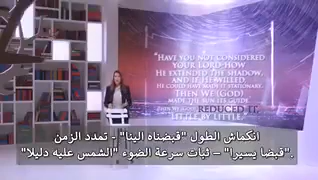 "HAVE YOU NOT CONSIDERED
YOUR LORD-HOW
HE EXTENDED THE SHADOW,
AND IF HE WILLED,
HE COULD HAVE MADE IT STATIONARY.
THEN WE (GOD)
MADE THE SUN ITS GUIDE.
REDUCED IT,
LITTLE BY LITTLE."
انكماش الطول "قبضناه الينا" - تمدد الزمن
"قبضا يسيرا" – ثبات سرعة الضوء "الشمس عليه دليلا".